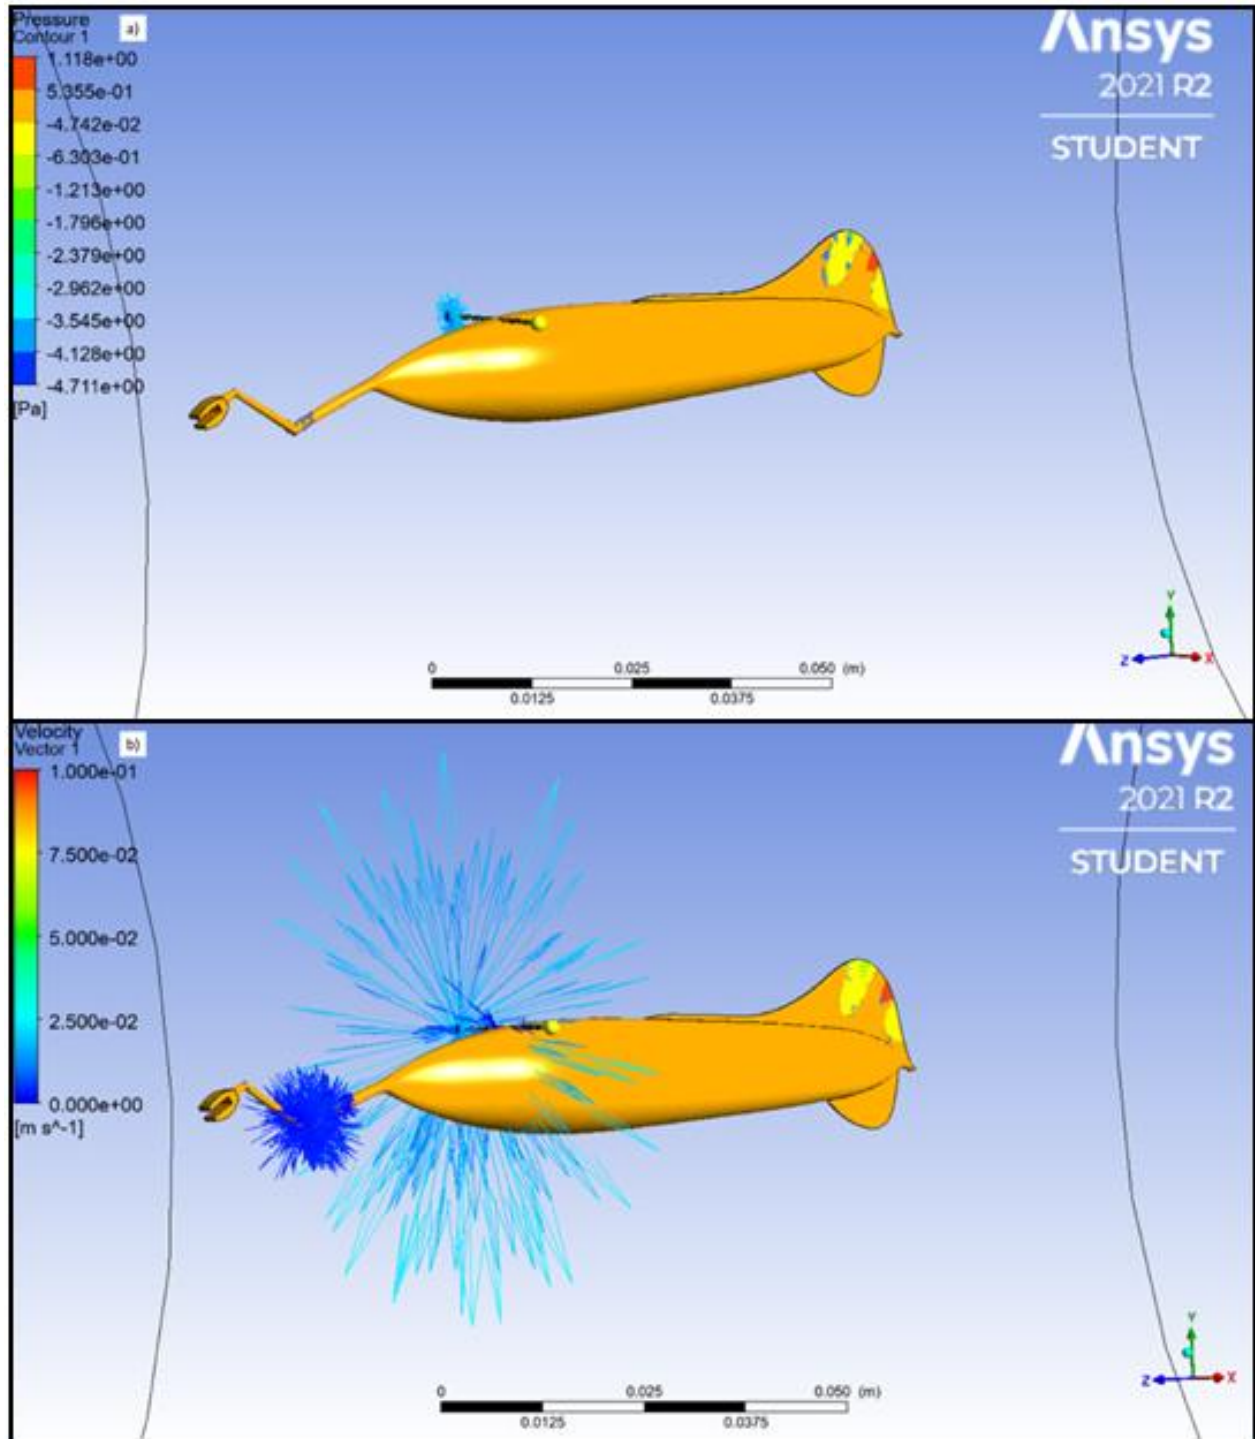 Pressure
Contour 1
a)
1.118e+00
5.355e-01
-4.742e-02
-6.303e-01
-1.213e+00
-1.796e+00
-2.379e+00
-2.962e+00
-3.545e+00
-4.128e+00
-4.711e+00
[Pa]
Ansys
2021 R2
STUDENT
Y
Z
X
0 0.025 0.050 (m)
0.0125 0.0375
Velocity
Vector 1
b)
1.000e-01
7.500e-02
5.000e-02
2.500e-02
0.000e+00
[m s^-1]
Ansys
2021 R2
STUDENT
Y
Z
X
0 0.025 0.050 (m)
0.0125 0.0375